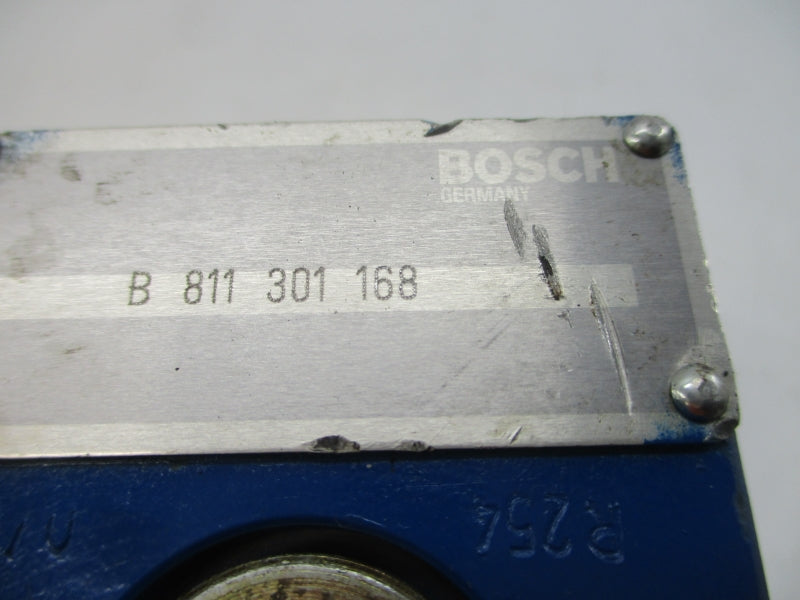 BOSCH
GERMANY
B 811 301 168
R254